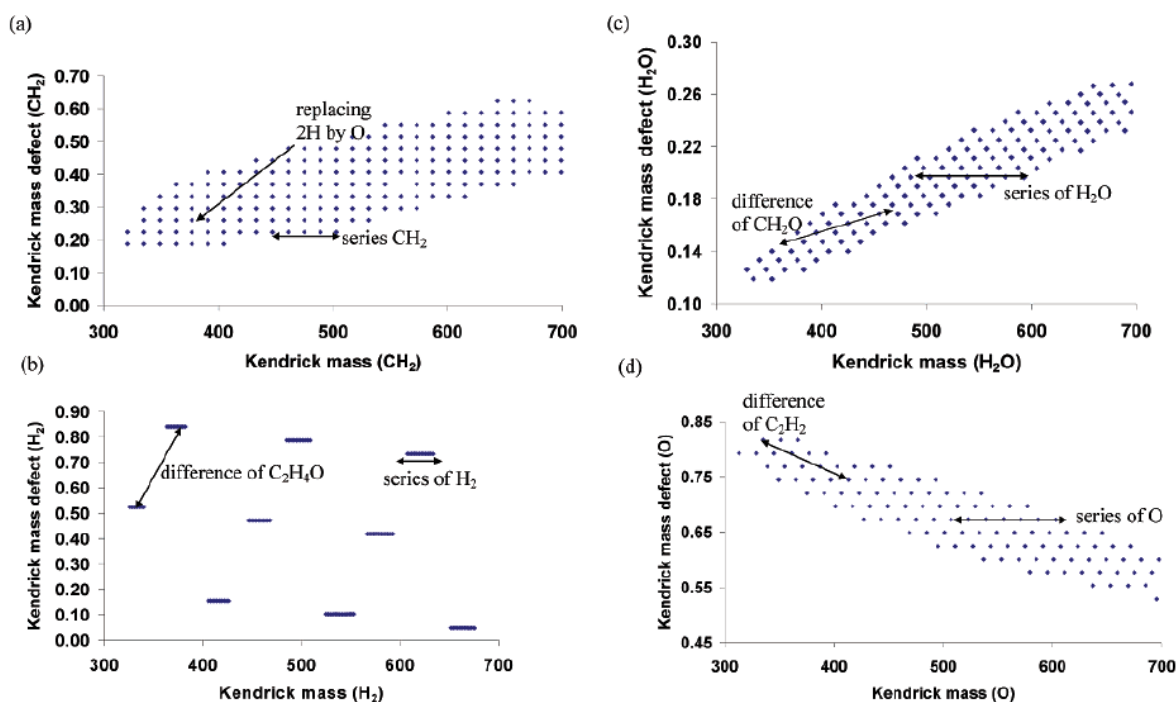 (a)
Kendrick mass defect (CH₂)
0.70
0.60
0.50
0.40
0.30
0.20
0.10
0.00
replacing
2H by O
series CH₂
300 400 500 600 700
Kendrick mass (CH₂)
(c)
Kendrick mass defect (H₂O)
0.30
0.26
0.22
0.18
0.14
0.10
difference
of CH₂O
series of H₂O
300 400 500 600 700
Kendrick mass (H₂O)
(b)
Kendrick mass defect (H₂)
0.90
0.80
0.70
0.60
0.50
0.40
0.30
0.20
0.10
0.00
difference of C₂H₄O
series of H₂
300 400 500 600 700
Kendrick mass (H₂)
(d)
Kendrick mass defect (O)
0.85
0.75
0.65
0.55
0.45
difference
of C₂H₂
series of O
300 400 500 600 700
Kendrick mass (O)